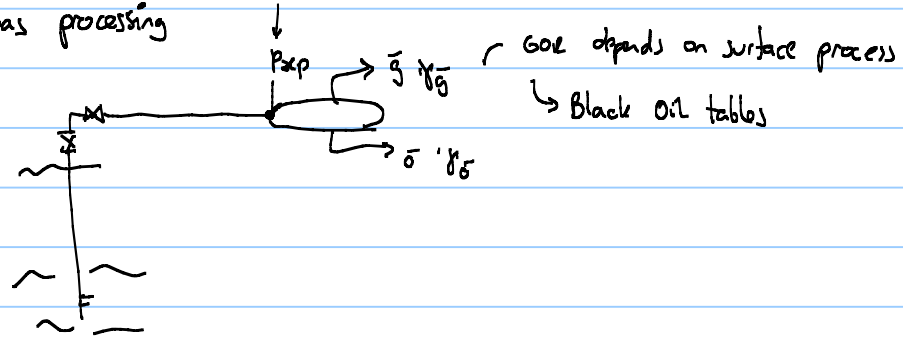 as processing
GOR depends on surface process
Psep
ḡ γḡ
↳ Black Oil tables
ō γō